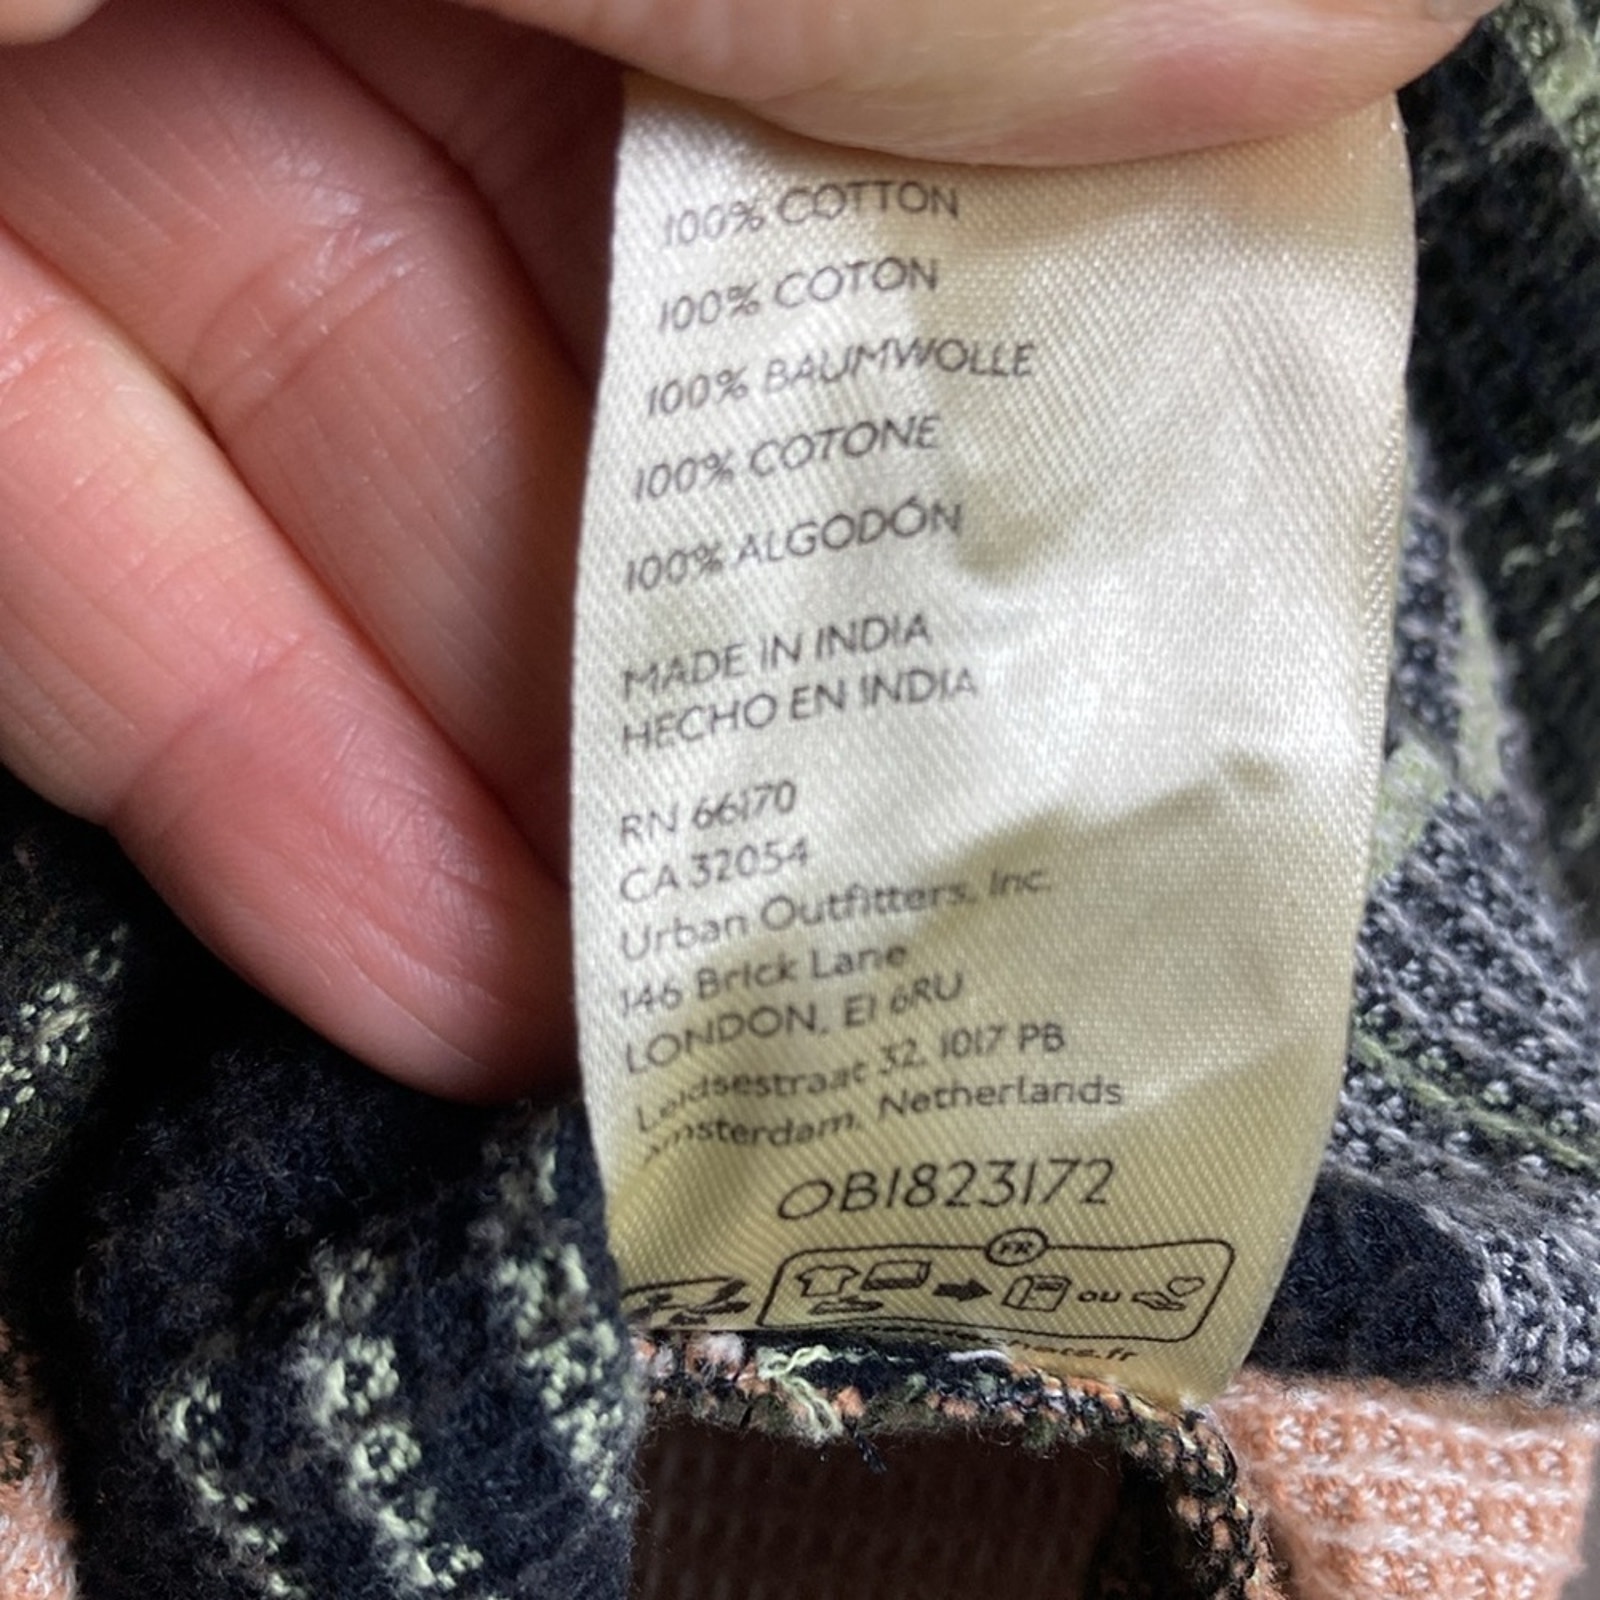 100% COTTON
100% COTON
100% BAUMWOLLE
100% COTONE
100% ALGODÓN
MADE IN INDIA
HECHO EN INDIA
RN 66170
CA 32054
Urban Outfitters, Inc.
146 Brick Lane
LONDON, E1 6RU
Leidsestraat 32, 1017 PB
Amsterdam, Netherlands
OB1823172
FR
OU